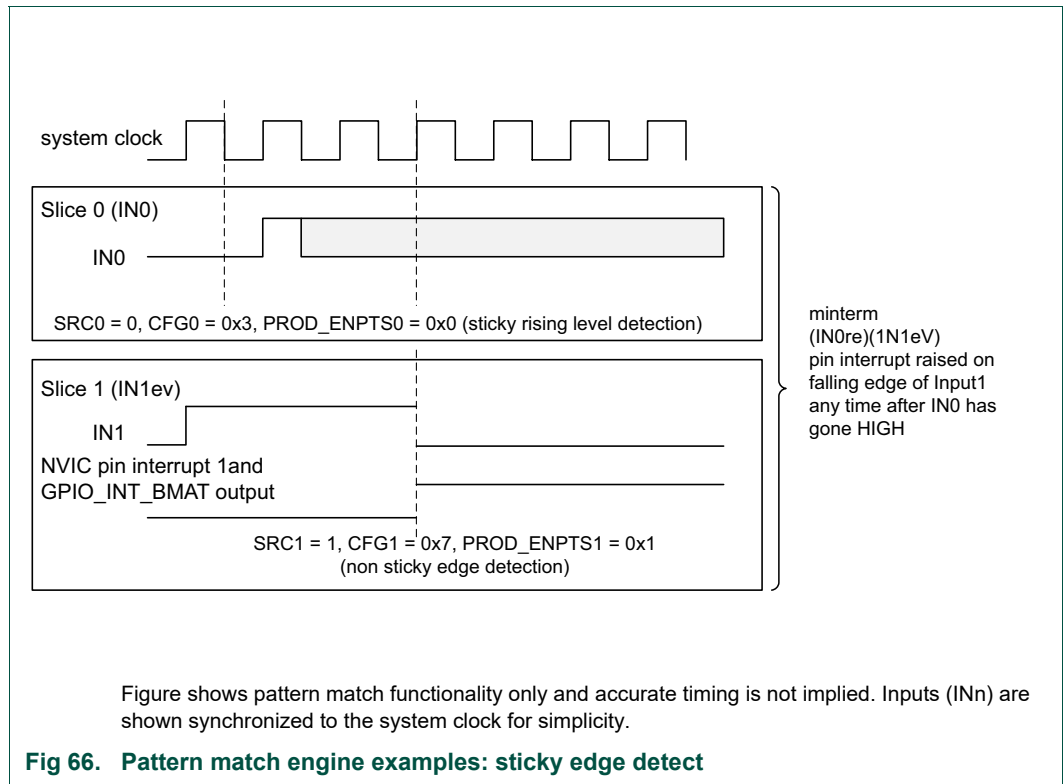 system clock
Slice 0 (IN0)
IN0
SRC0 = 0, CFG0 = 0x3, PROD_ENPTS0 = 0x0 (sticky rising level detection)
Slice 1 (IN1ev)
IN1
NVIC pin interrupt 1and
GPIO_INT_BMAT output
SRC1 = 1, CFG1 = 0x7, PROD_ENPTS1 = 0x1
(non sticky edge detection)
minterm
(IN0re)(1N1eV)
pin interrupt raised on
falling edge of Input1
any time after IN0 has
gone HIGH
Figure shows pattern match functionality only and accurate timing is not implied. Inputs (INn) are
shown synchronized to the system clock for simplicity.
Fig 66. Pattern match engine examples: sticky edge detect